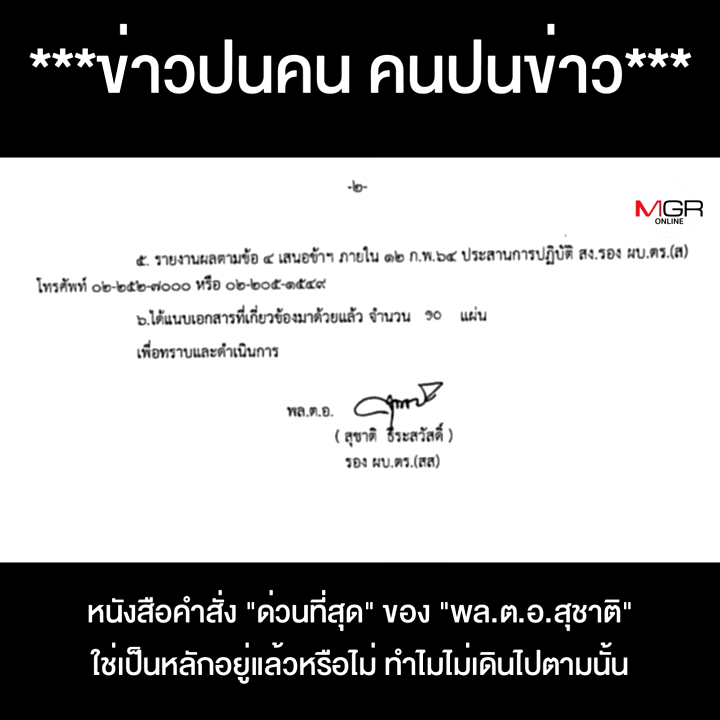 ***ข่าวปนคน คนปนข่าว***
-๒-
MGR
ONLINE
๕. รายงานผลตามข้อ ๔ เสนอข้าฯ ภายใน ๑๒ ก.พ.๖๔ ประสานการปฏิบัติ สง.รอง ผบ.ตร.(ส)
โทรศัพท์ ๐๒-๒๕๒-๗๐๐๐ หรือ ๐๒-๒๐๕-๑๕๔๙
๖.ได้แนบเอกสารที่เกี่ยวข้องมาด้วยแล้ว จำนวน ๑๐ แผ่น
เพื่อทราบและดำเนินการ
พล.ต.อ.
( สุชาติ ธีระสวัสดิ์ )
รอง ผบ.ตร.(สส)
หนังสือคำสั่ง "ด่วนที่สุด" ของ "พล.ต.อ.สุชาติ"
ใช่เป็นหลักอยู่แล้วหรือไม่ ทำไมไม่เดินไปตามนั้น